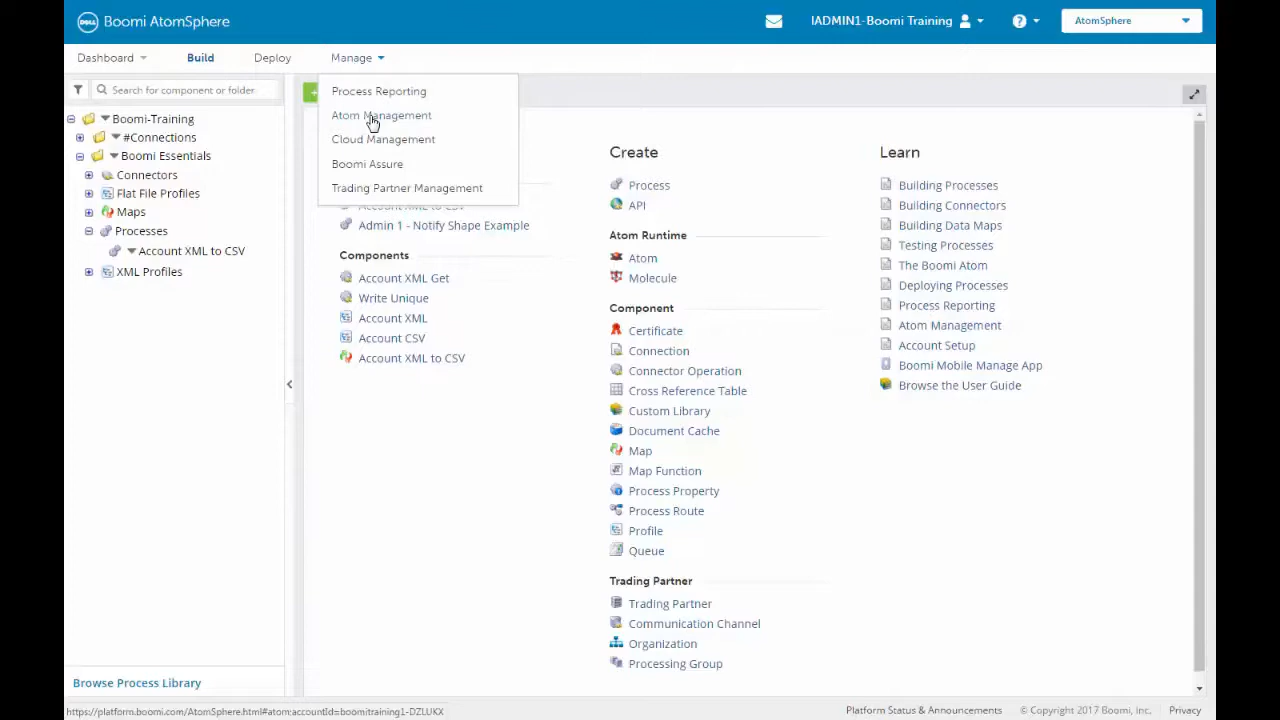 DELL Boomi AtomSphere
IADMIN1-Boomi Training
?
AtomSphere
Dashboard
Build
Deploy
Manage
Search for component or folder
Boomi-Training
#Connections
Boomi Essentials
Connectors
Flat File Profiles
Maps
Processes
Account XML to CSV
XML Profiles
Browse Process Library
Process Reporting
Atom Management
Cloud Management
Boomi Assure
Trading Partner Management
Account XML to CSV
Admin 1 - Notify Shape Example
Components
Account XML Get
Write Unique
Account XML
Account CSV
Account XML to CSV
Create
Process
API
Atom Runtime
Atom
Molecule
Component
Certificate
Connection
Connector Operation
Cross Reference Table
Custom Library
Document Cache
Map
Map Function
Process Property
Process Route
Profile
Queue
Trading Partner
Trading Partner
Communication Channel
Organization
Processing Group
Learn
Building Processes
Building Connectors
Building Data Maps
Testing Processes
The Boomi Atom
Deploying Processes
Process Reporting
Atom Management
Account Setup
Boomi Mobile Manage App
Browse the User Guide
https://platform.boomi.com/AtomSphere.html#atom;accountId=boomitraining1-DZLUKX
Platform Status & Announcements
© Copyright 2017 Boomi, Inc.
Privacy